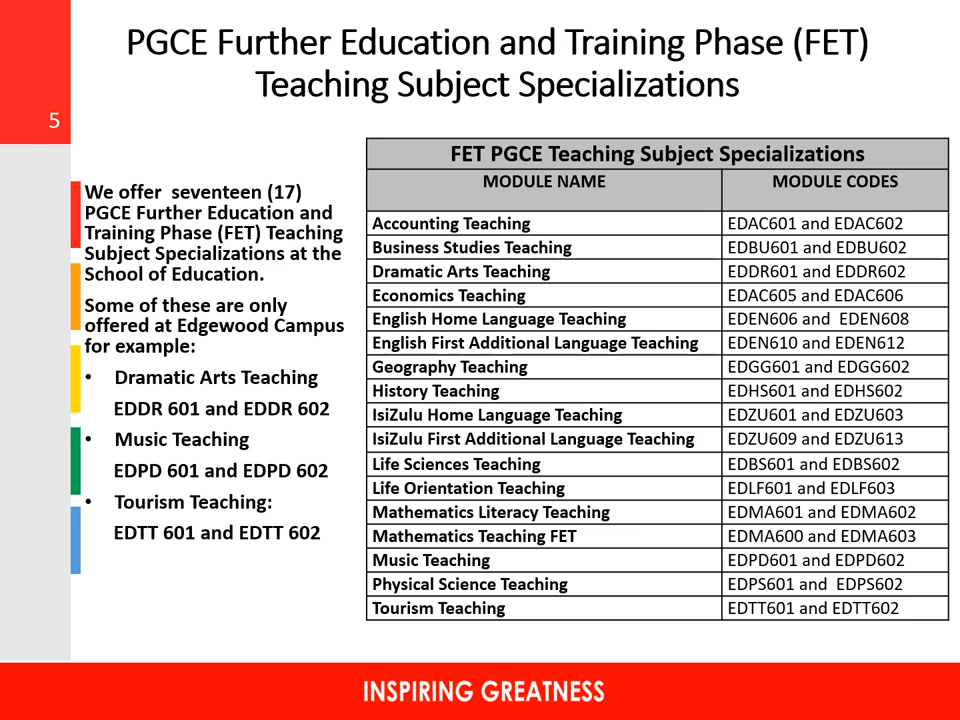 PGCE Further Education and Training Phase (FET)
Teaching Subject Specializations
5
We offer  seventeen (17)
PGCE Further Education and
Training Phase (FET) Teaching
Subject Specializations at the
School of Education.
Some of these are only
offered at Edgewood Campus
for example:
• Dramatic Arts Teaching
EDDR 601 and EDDR 602
• Music Teaching
EDPD 601 and EDPD 602
• Tourism Teaching:
EDTT 601 and EDTT 602
FET PGCE Teaching Subject Specializations
MODULE NAME MODULE CODES
Accounting Teaching EDAC601 and EDAC602
Business Studies Teaching EDBU601 and EDBU602
Dramatic Arts Teaching EDDR601 and EDDR602
Economics Teaching EDAC605 and EDAC606
English Home Language Teaching EDEN606 and  EDEN608
English First Additional Language Teaching EDEN610 and EDEN612
Geography Teaching EDGG601 and EDGG602
History Teaching EDHS601 and EDHS602
IsiZulu Home Language Teaching EDZU601 and EDZU603
IsiZulu First Additional Language Teaching EDZU609 and EDZU613
Life Sciences Teaching EDBS601 and EDBS602
Life Orientation Teaching EDLF601 and EDLF603
Mathematics Literacy Teaching EDMA601 and EDMA602
Mathematics Teaching FET EDMA600 and EDMA603
Music Teaching EDPD601 and EDPD602
Physical Science Teaching EDPS601 and  EDPS602
Tourism Teaching EDTT601 and EDTT602
INSPIRING GREATNESS